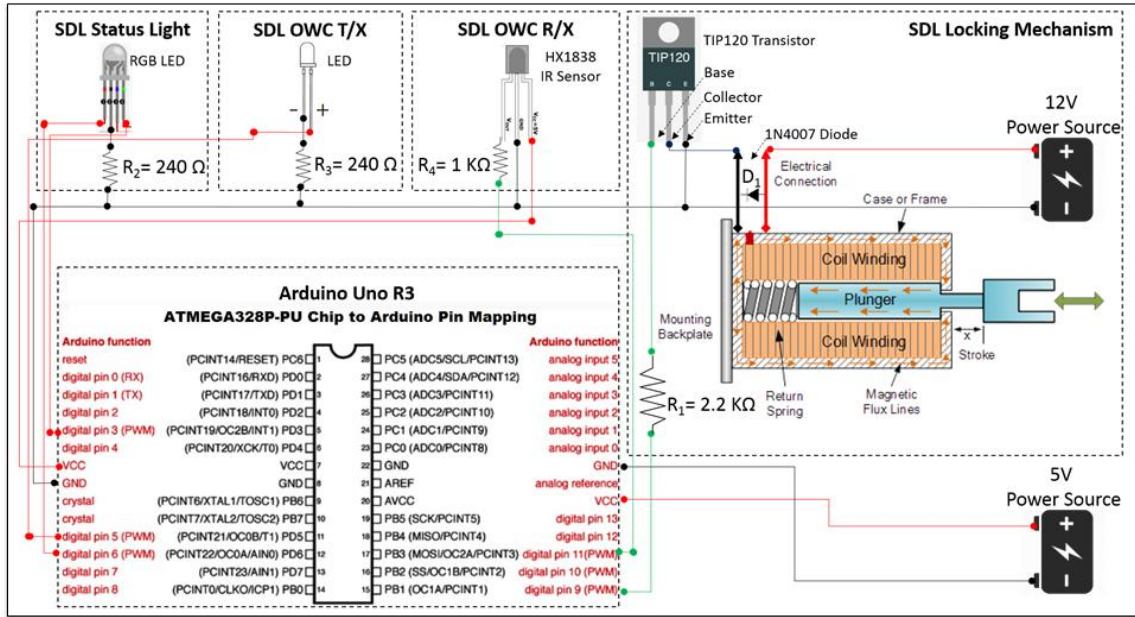 SDL Status Light
RGB LED
R2= 240 Ω
SDL OWC T/X
LED
- +
R3= 240 Ω
SDL OWC R/X
HX1838
IR Sensor
VOUT
GND
VCC=5V
R4= 1 KΩ
SDL Locking Mechanism
TIP120 Transistor
TIP120
B C E
Base
Collector
Emitter
1N4007 Diode
D1
Electrical
Connection
12V
Power Source
+
-
Case or Frame
Coil Winding
Plunger
Coil Winding
Mounting
Backplate
Return
Spring
x
Stroke
Magnetic
Flux Lines
R1= 2.2 KΩ
5V
Power Source
+
-
Arduino Uno R3
ATMEGA328P-PU Chip to Arduino Pin Mapping
Arduino function Arduino function
reset (PCINT14/RESET) PC6 1 28 PC5 (ADC5/SCL/PCINT13) analog input 5
digital pin 0 (RX) (PCINT16/RXD) PD0 2 27 PC4 (ADC4/SDA/PCINT12) analog input 4
digital pin 1 (TX) (PCINT17/TXD) PD1 3 26 PC3 (ADC3/PCINT11) analog input 3
digital pin 2 (PCINT18/INT0) PD2 4 25 PC2 (ADC2/PCINT10) analog input 2
digital pin 3 (PWM) (PCINT19/OC2B/INT1) PD3 5 24 PC1 (ADC1/PCINT9) analog input 1
digital pin 4 (PCINT20/XCK/T0) PD4 6 23 PC0 (ADC0/PCINT8) analog input 0
VCC VCC 7 22 GND GND
GND GND 8 21 AREF analog reference
crystal (PCINT6/XTAL1/TOSC1) PB6 9 20 AVCC VCC
crystal (PCINT7/XTAL2/TOSC2) PB7 10 19 PB5 (SCK/PCINT5) digital pin 13
digital pin 5 (PWM) (PCINT21/OC0B/T1) PD5 11 18 PB4 (MISO/PCINT4) digital pin 12
digital pin 6 (PWM) (PCINT22/OC0A/AIN0) PD6 12 17 PB3 (MOSI/OC2A/PCINT3) digital pin 11(PWM)
digital pin 7 (PCINT23/AIN1) PD7 13 16 PB2 (SS/OC1B/PCINT2) digital pin 10 (PWM)
digital pin 8 (PCINT0/CLKO/ICP1) PB0 14 15 PB1 (OC1A/PCINT1) digital pin 9 (PWM)